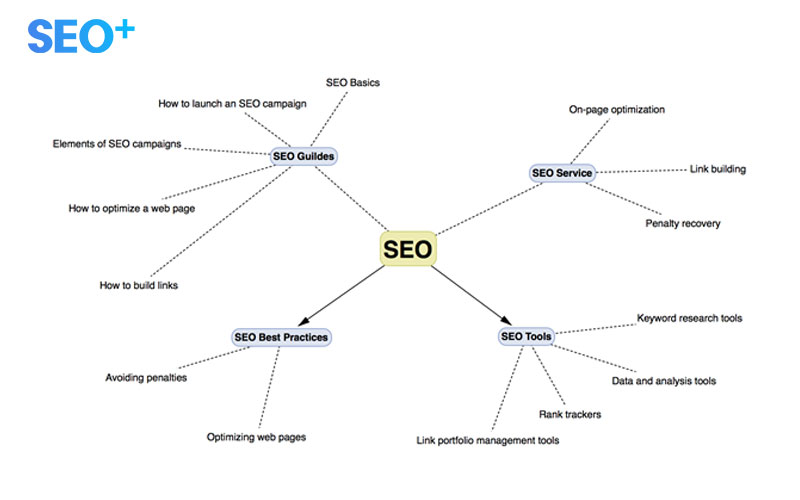 SEO+
SEO Basics
How to launch an SEO campaign
Elements of SEO campaigns
SEO Guildes
How to optimize a web page
How to build links
On-page optimization
SEO Service
Link building
Penalty recovery
SEO
SEO Best Practices
Avoiding penalties
Optimizing web pages
SEO Tools
Keyword research tools
Data and analysis tools
Rank trackers
Link portfolio management tools